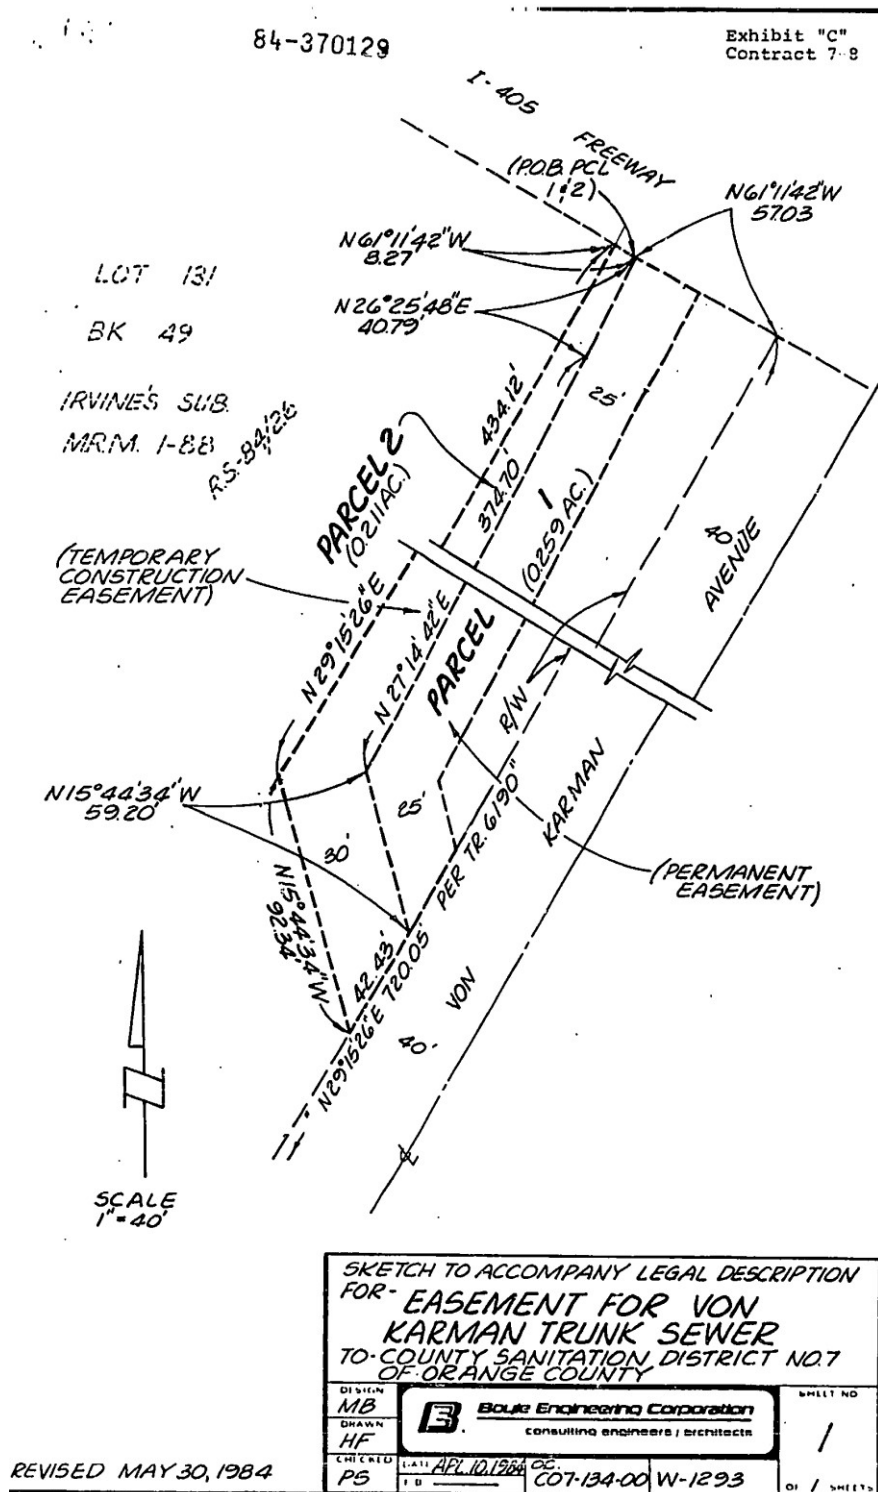 84-370129
Exhibit "C"
Contract 7-8
I-405
FREEWAY
(P.O.B. PCL
1 & 2)
N61°11'42"W
57.03
N61°11'42"W
8.27
N26°25'48"E
40.79'
LOT 131
BK 49
IRVINE'S SUB.
M.R.M. 1-88
R.S.-84/26
25'
434.12'
374.70'
PARCEL 2
(0.211 AC.)
PARCEL 1
(0.259 AC.)
40'
AVENUE
(TEMPORARY
CONSTRUCTION
EASEMENT)
N 29°15'26" E
N 27°14'42" E
R/W
KARMAN
N15°44'34"W
59.20'
25'
30'
PER TR. 6190"
(PERMANENT
EASEMENT)
N15°44'34"W
92.34'
42.43'
"N29°15'26"E 720.05'
VON
40'
SCALE
1"=40'
SKETCH TO ACCOMPANY LEGAL DESCRIPTION
FOR- EASEMENT FOR VON
KARMAN TRUNK SEWER
TO-COUNTY SANITATION DISTRICT NO.7
OF ORANGE COUNTY
DESIGN
MB
DRAWN
HF
CHECKED
PS
B
Boyle Engineering Corporation
consulting engineers / architects
SHEET NO
1
OF 1 SHEETS
DATE APL. 10, 1984
C07-134-00
W-1293
REVISED MAY 30, 1984